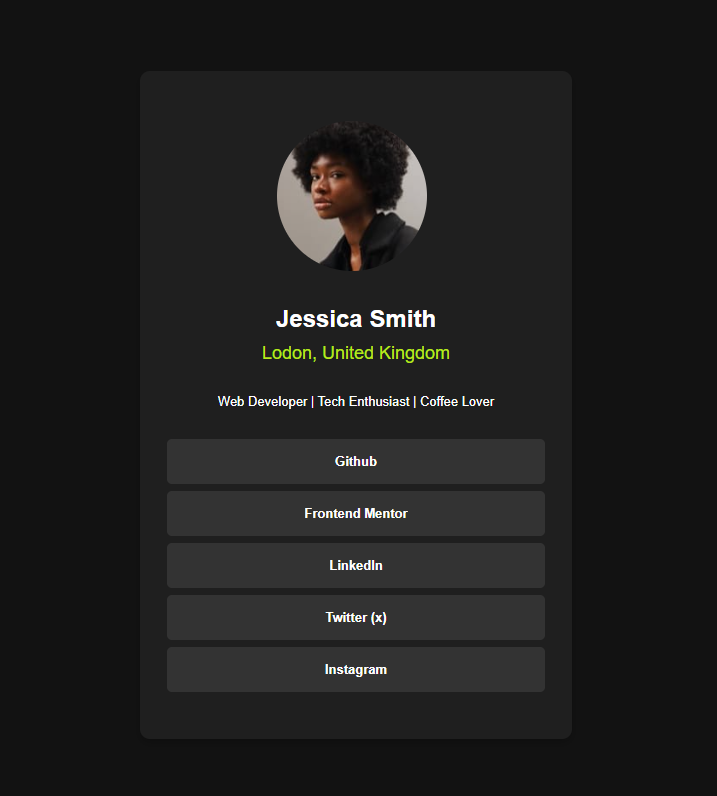 Jessica Smith
Lodon, United Kingdom
Web Developer | Tech Enthusiast | Coffee Lover
Github
Frontend Mentor
LinkedIn
Twitter (x)
Instagram